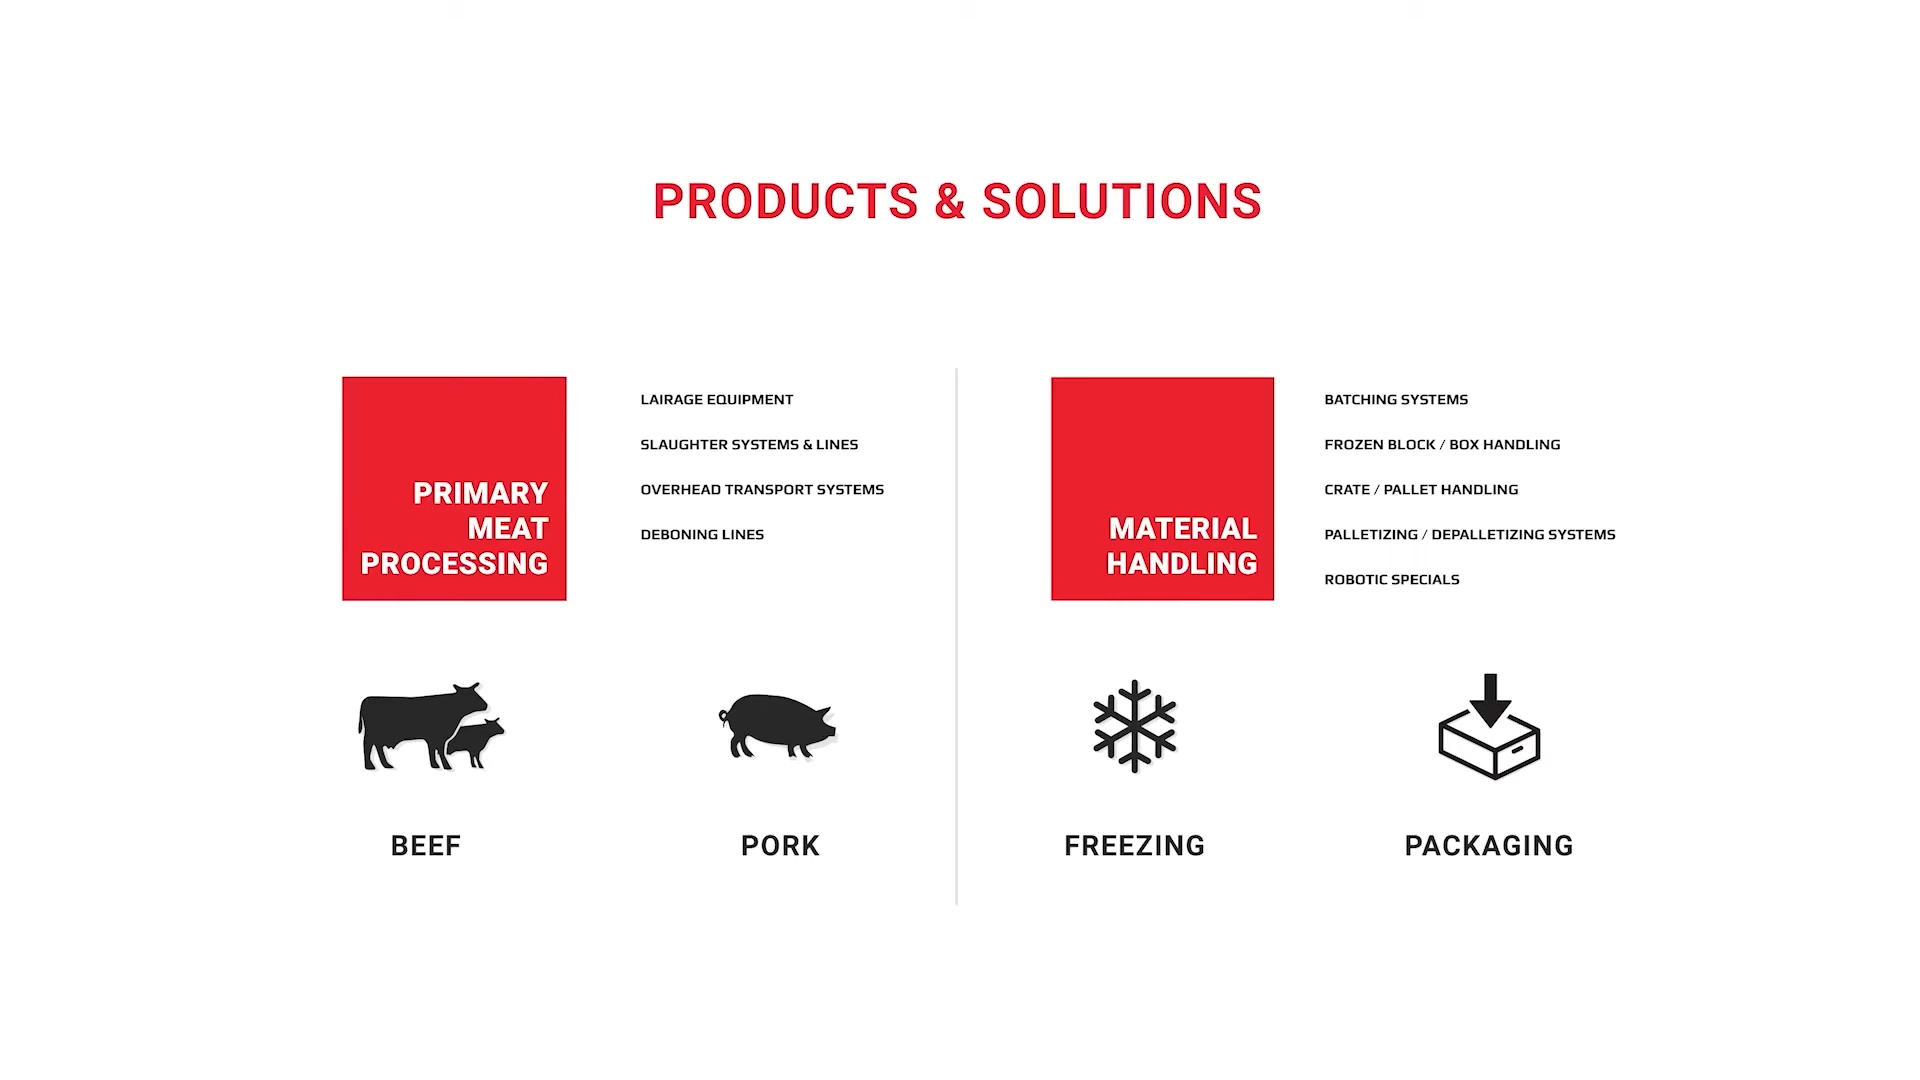 PRODUCTS & SOLUTIONS
PRIMARY
MEAT
PROCESSING
LAIRAGE EQUIPMENT
SLAUGHTER SYSTEMS & LINES
OVERHEAD TRANSPORT SYSTEMS
DEBONING LINES
BEEF
PORK
MATERIAL
HANDLING
BATCHING SYSTEMS
FROZEN BLOCK / BOX HANDLING
CRATE / PALLET HANDLING
PALLETIZING / DEPALLETIZING SYSTEMS
ROBOTIC SPECIALS
FREEZING
PACKAGING